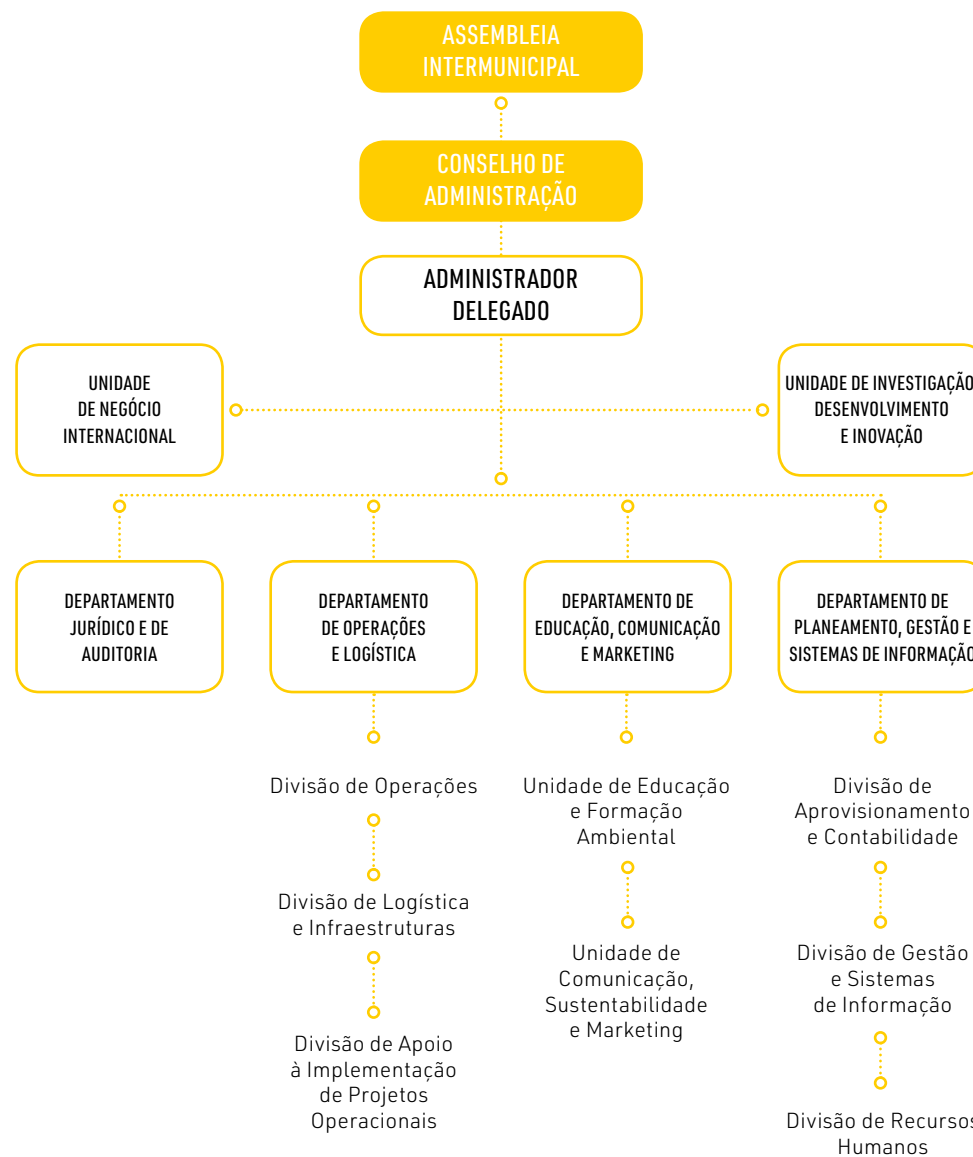 ASSEMBLEIA
INTERMUNICIPAL
CONSELHO DE
ADMINISTRAÇÃO
ADMINISTRADOR
DELEGADO
UNIDADE
DE NEGÓCIO
INTERNACIONAL
UNIDADE DE INVESTIGAÇÃO
DESENVOLVIMENTO
E INOVAÇÃO
DEPARTAMENTO
JURÍDICO E DE
AUDITORIA
DEPARTAMENTO
DE OPERAÇÕES
E LOGÍSTICA
DEPARTAMENTO DE
EDUCAÇÃO, COMUNICAÇÃO
E MARKETING
DEPARTAMENTO DE
PLANEAMENTO, GESTÃO E
SISTEMAS DE INFORMAÇÃO
Divisão de Operações
Divisão de Logística
e Infraestruturas
Divisão de Apoio
à Implementação
de Projetos
Operacionais
Unidade de Educação
e Formação
Ambiental
Unidade de
Comunicação,
Sustentabilidade
e Marketing
Divisão de
Aprovisionamento
e Contabilidade
Divisão de Gestão
e Sistemas
de Informação
Divisão de Recursos
Humanos